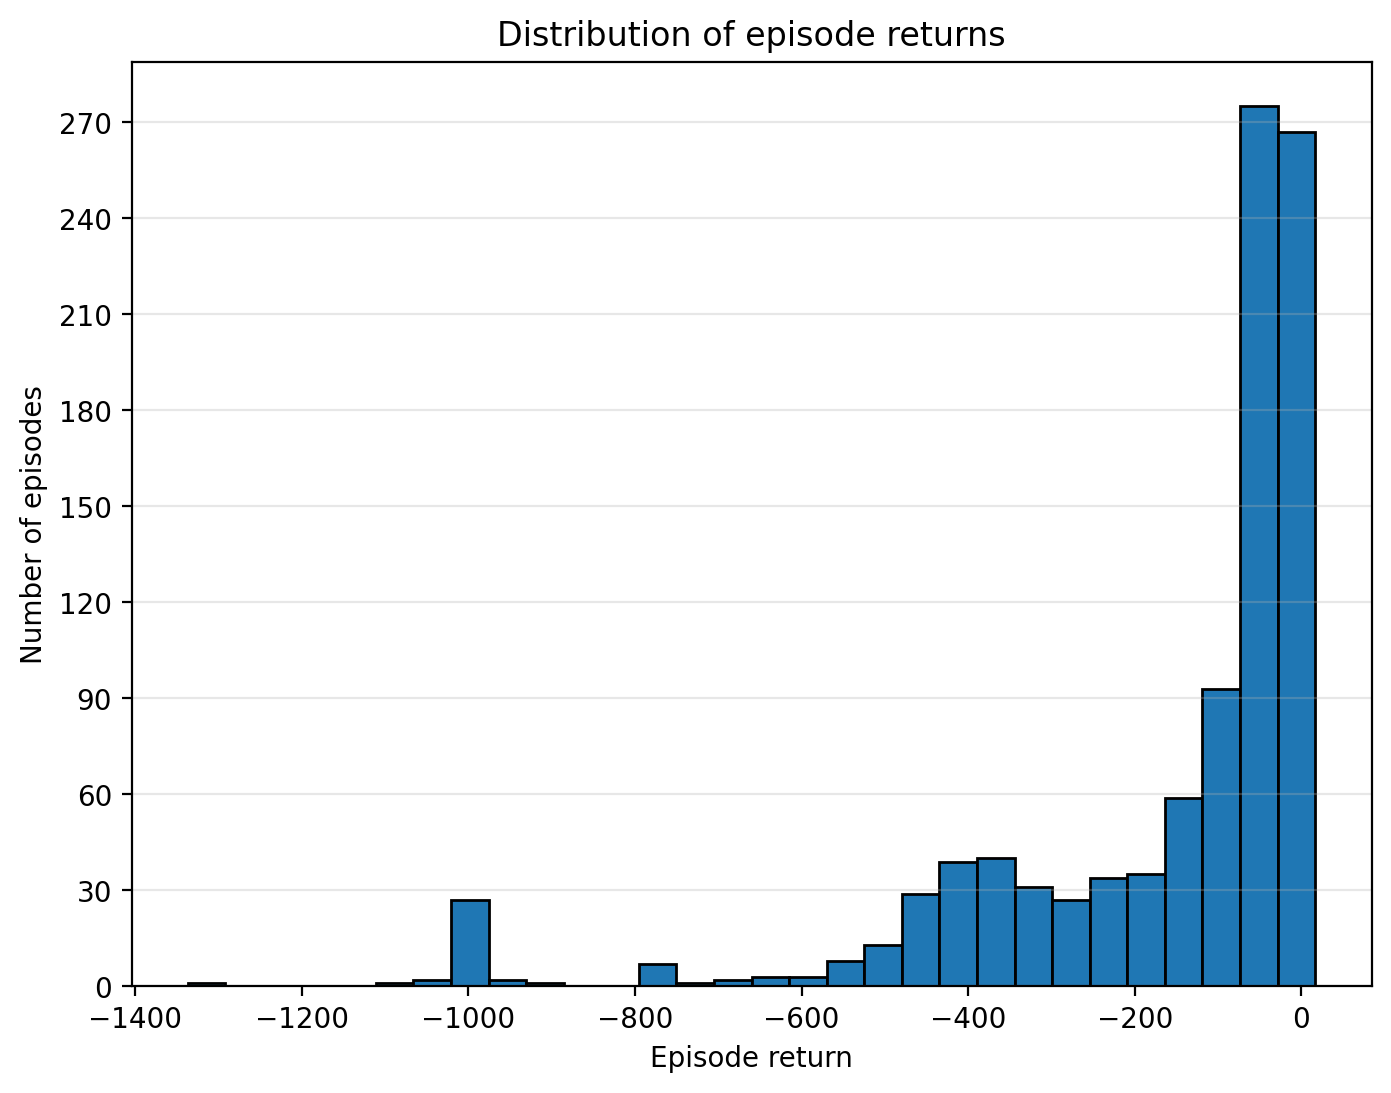 Distribution of episode returns
270
240
210
180
150
120
90
60
30
0
Number of episodes
−1400 −1200 −1000 −800 −600 −400 −200 0
Episode return